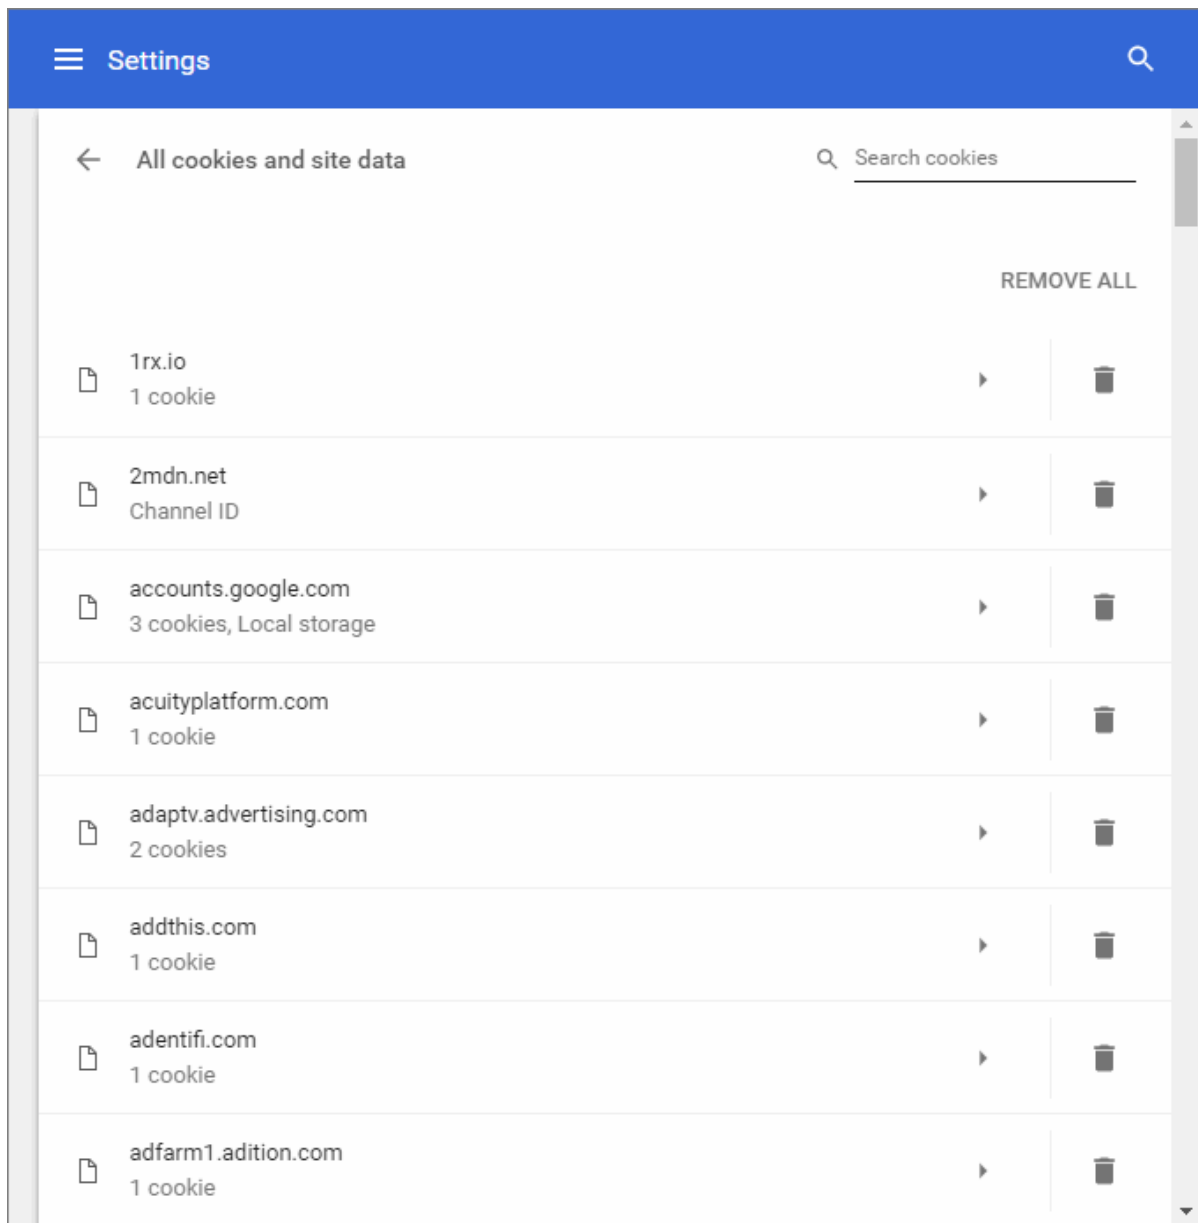 Settings
All cookies and site data
Search cookies
REMOVE ALL
1rx.io
1 cookie
2mdn.net
Channel ID
accounts.google.com
3 cookies, Local storage
acuityplatform.com
1 cookie
adaptv.advertising.com
2 cookies
addthis.com
1 cookie
adentifi.com
1 cookie
adfarm1.adition.com
1 cookie